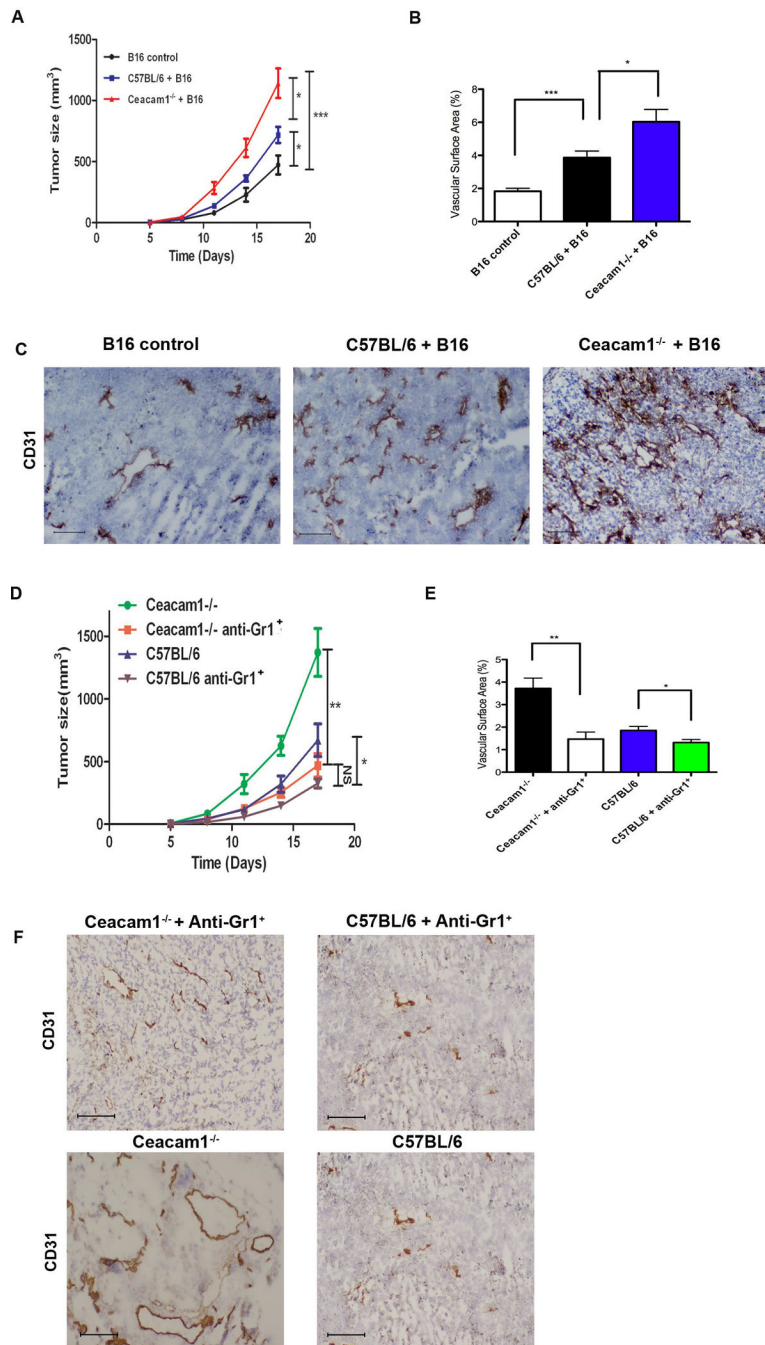 A
1500
1000
500
0
Tumor size (mm³)
0 5 10 15 20
Time (Days)
B16 control
C57BL/6 + B16
Ceacam1⁻/⁻ + B16
*
*
***
B
8
6
4
2
0
Vascular Surface Area (%)
***
*
B16 control
C57BL/6 + B16
Ceacam1-/- + B16
C
B16 control
C57BL/6 + B16
Ceacam1⁻/⁻ + B16
CD31
D
Ceacam1-/-
Ceacam1-/- anti-Gr1⁺
C57BL/6
C57BL/6 anti-Gr1⁺
1500
1000
500
0
Tumor size(mm³)
0 5 10 15 20
Time (Days)
**
NS
*
E
5
4
3
2
1
0
Vascular Surface Area (%)
**
*
Ceacam1⁻/⁻
Ceacam1⁻/⁻ + anti-Gr1⁺
C57BL/6
C57BL/6 + anti-Gr1⁺
F
Ceacam1⁻/⁻ + Anti-Gr1⁺
C57BL/6 + Anti-Gr1⁺
CD31
Ceacam1⁻/⁻
C57BL/6
CD31